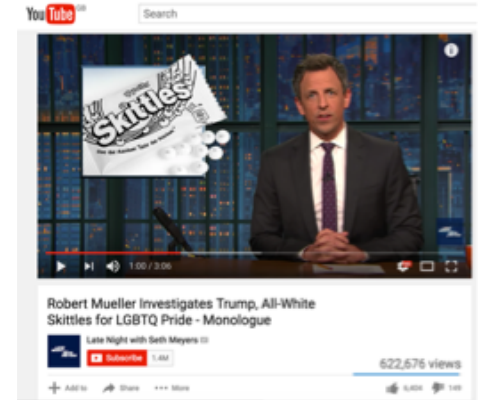 YouTube GB
Search
Skittles
1:00 / 3:06
Robert Mueller Investigates Trump, All-White
Skittles for LGBTQ Pride - Monologue
Late Night with Seth Meyers
Subscribe 1.4M
622,676 views
Add to Share More
6,404 149